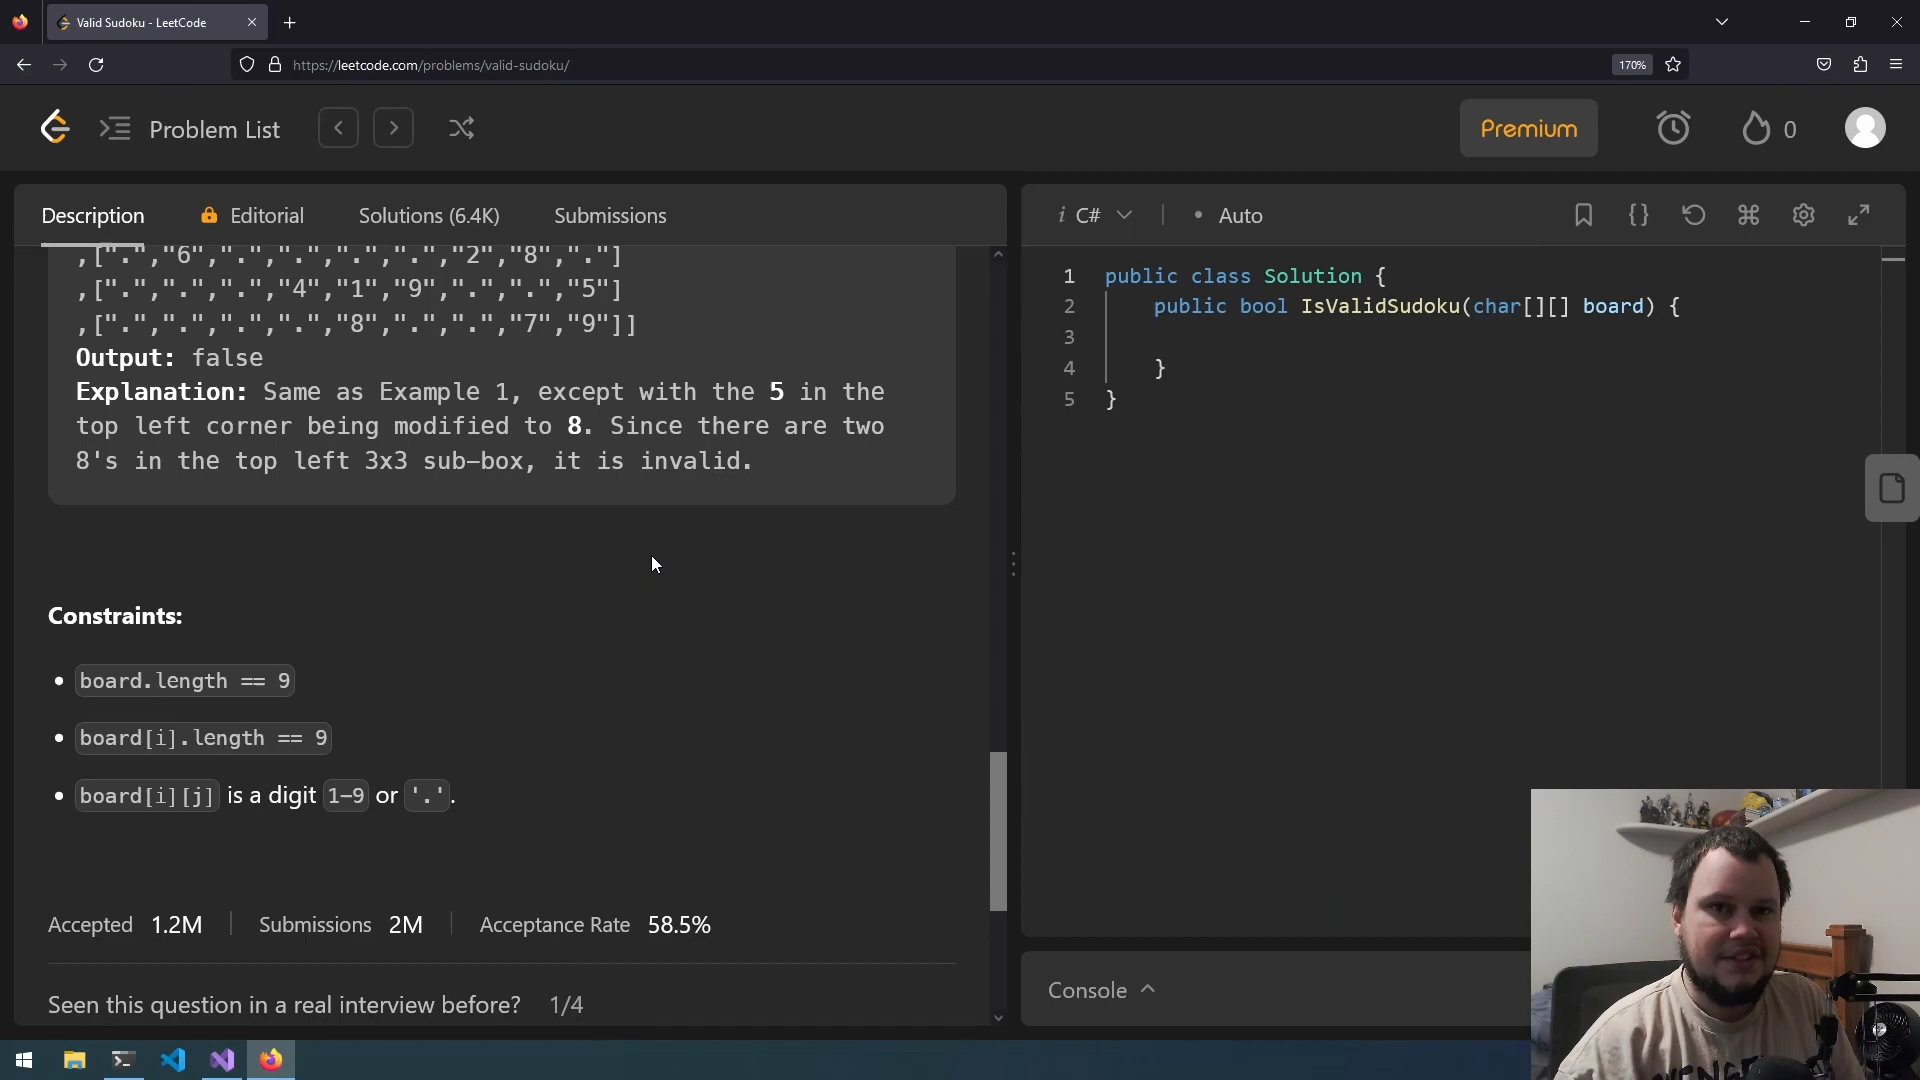 Valid Sudoku - LeetCode
https://leetcode.com/problems/valid-sudoku/
170%
Problem List
Premium
0
Description
Editorial
Solutions (6.4K)
Submissions
,[".","6",".",".",".",".","2","8","."]
,[".",".",".","4","1","9",".",".","5"]
,[".",".",".",".","8",".",".","7","9"]]
Output: false
Explanation: Same as Example 1, except with the 5 in the
top left corner being modified to 8. Since there are two
8's in the top left 3x3 sub-box, it is invalid.
Constraints:
• board.length == 9
• board[i].length == 9
• board[i][j] is a digit 1-9 or '.'.
Accepted 1.2M
Submissions 2M
Acceptance Rate 58.5%
Seen this question in a real interview before? 1/4
i C#
• Auto
1 public class Solution {
2 public bool IsValidSudoku(char[][] board) {
3
4 }
5 }
Console